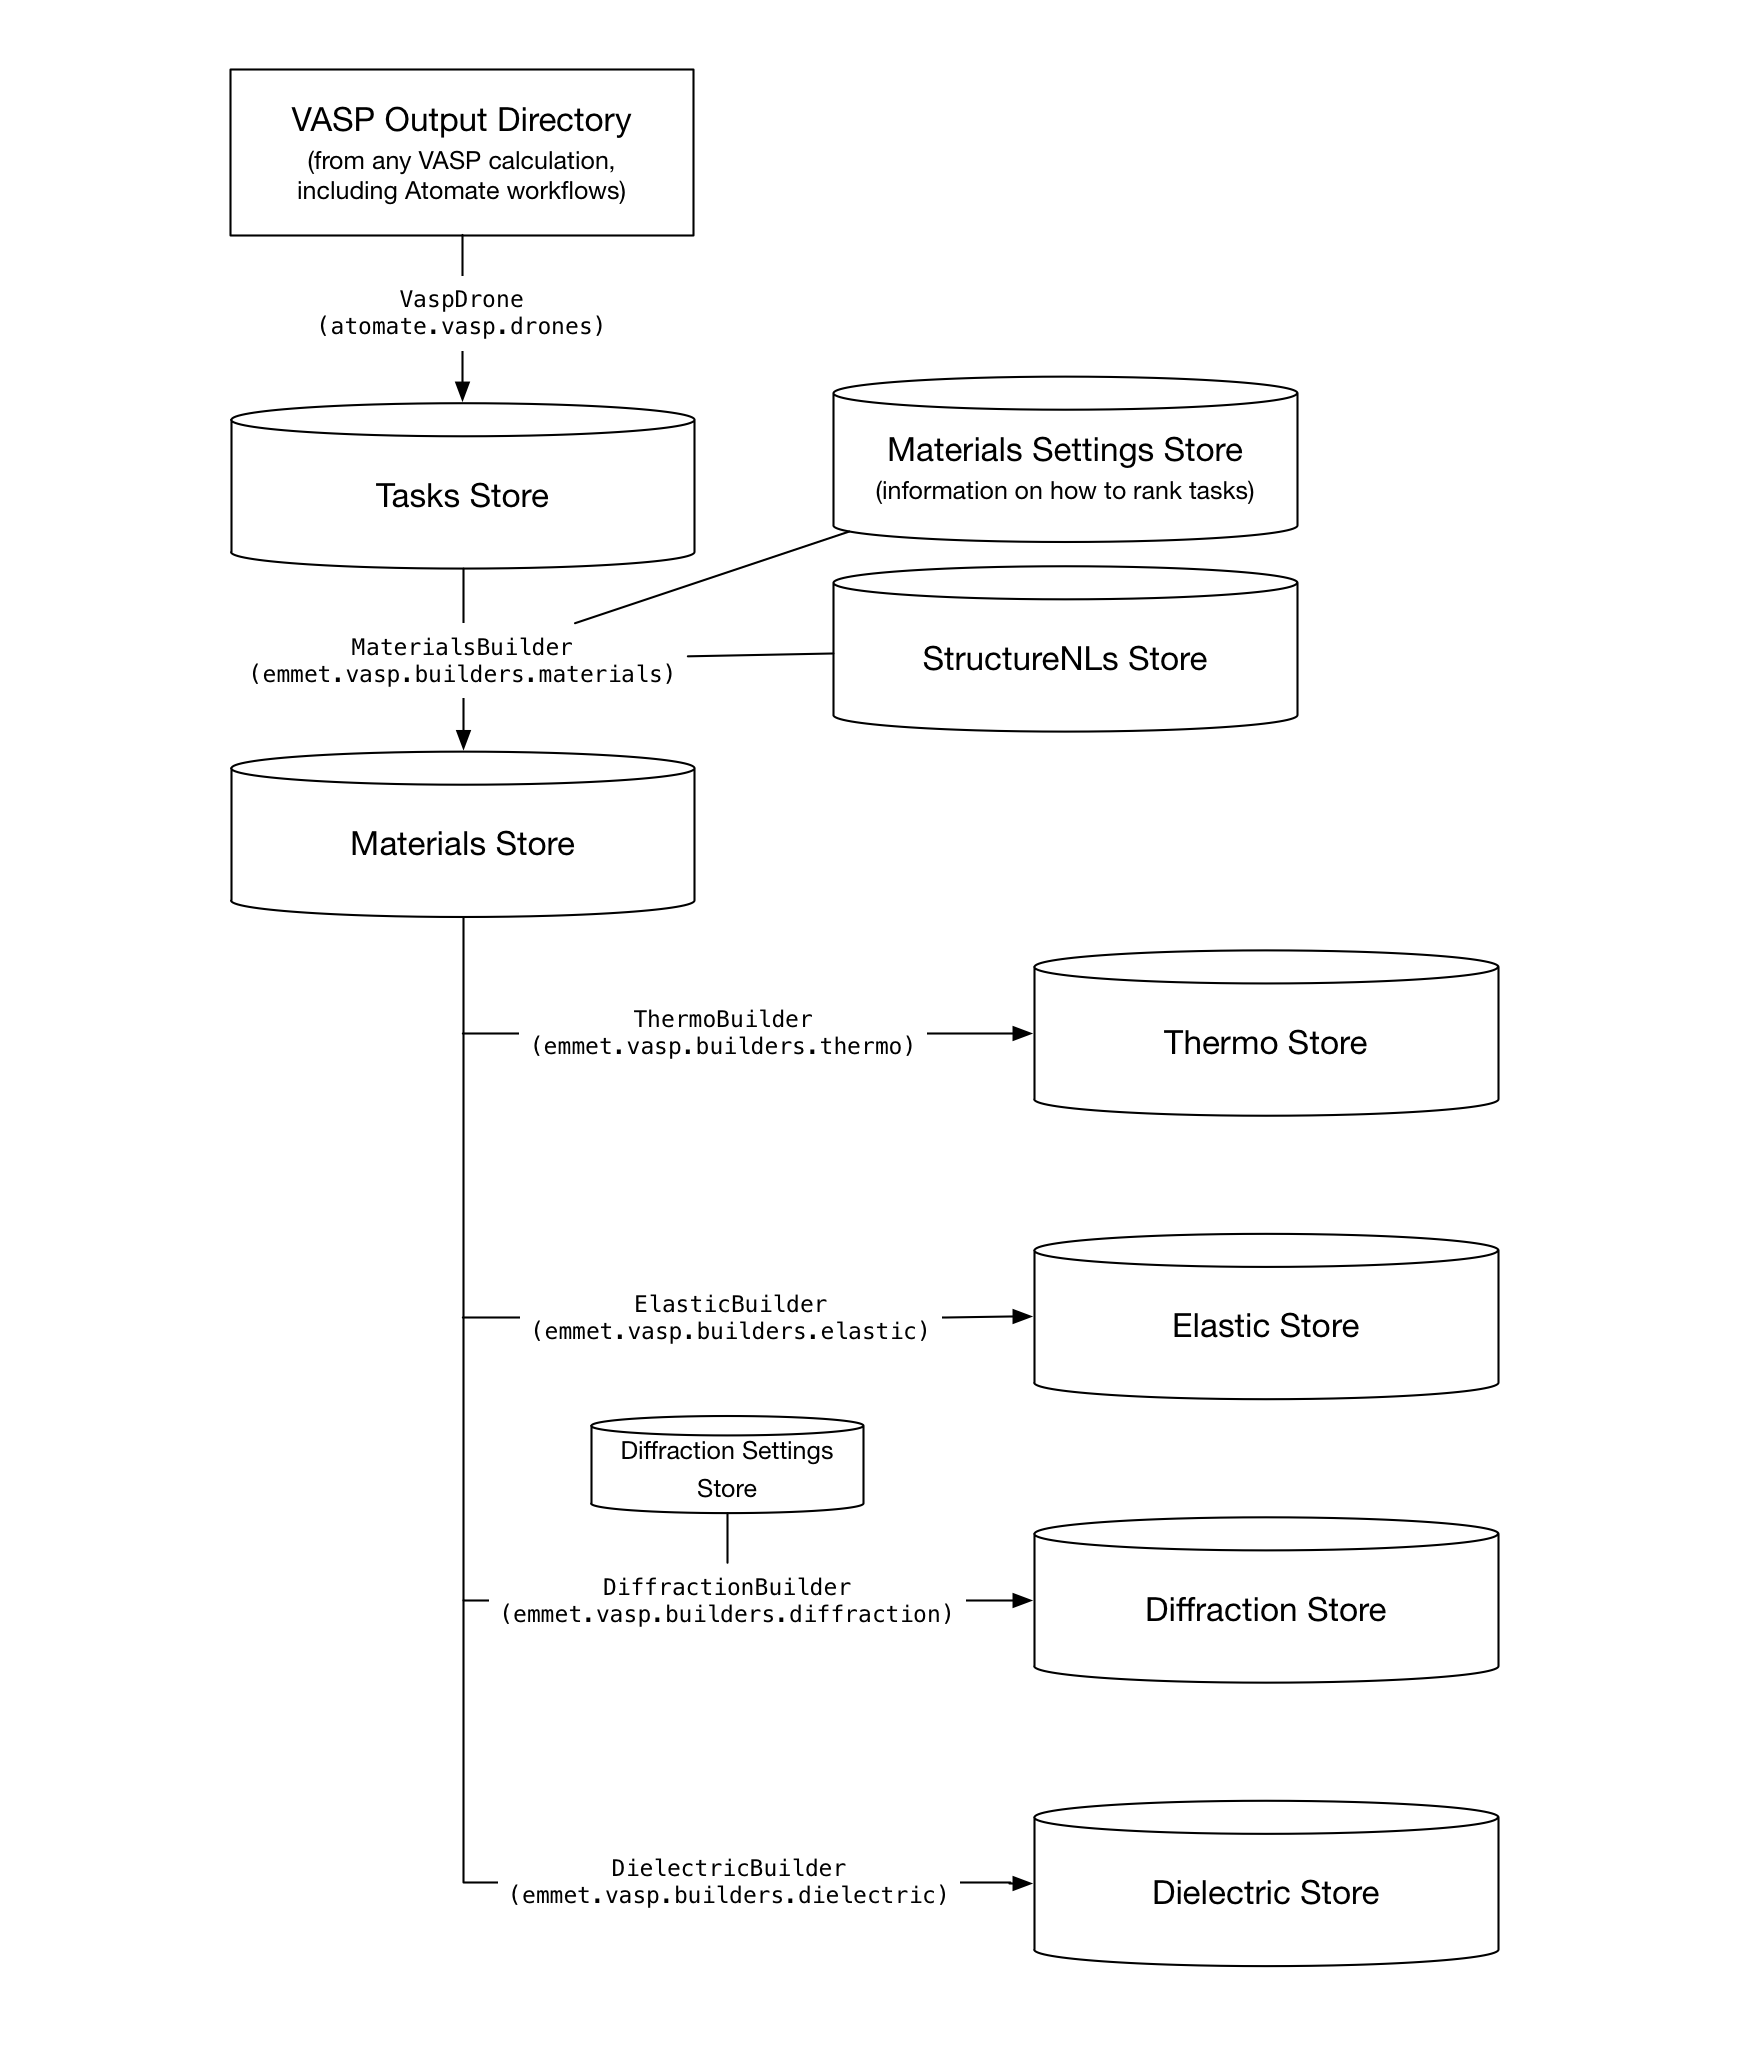 VASP Output Directory
(from any VASP calculation,
including Atomate workflows)
VaspDrone
(atomate.vasp.drones)
Tasks Store
Materials Settings Store
(information on how to rank tasks)
MaterialsBuilder
(emmet.vasp.builders.materials)
StructureNLs Store
Materials Store
ThermoBuilder
(emmet.vasp.builders.thermo)
Thermo Store
ElasticBuilder
(emmet.vasp.builders.elastic)
Elastic Store
Diffraction Settings
Store
DiffractionBuilder
(emmet.vasp.builders.diffraction)
Diffraction Store
DielectricBuilder
(emmet.vasp.builders.dielectric)
Dielectric Store